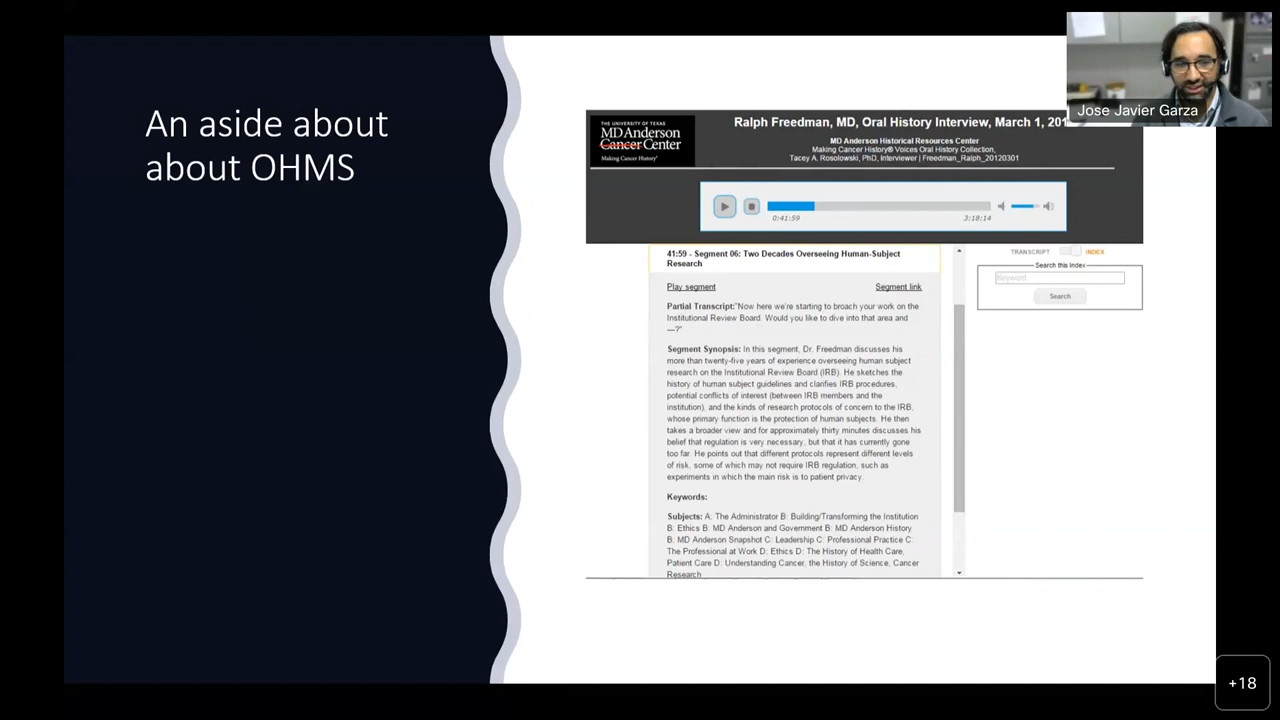 An aside about
about OHMS
THE UNIVERSITY OF TEXAS
MDAnderson
Cancer Center
Making Cancer History®
Ralph Freedman, MD, Oral History Interview, March 1, 201
MD Anderson Historical Resources Center
Making Cancer History® Voices Oral History Collection,
Tacey A. Rosolowski, PhD, Interviewer | Freedman_Ralph_20120301
0:41:59
3:18:14
41:59 - Segment 06: Two Decades Overseeing Human-Subject
Research
Play segment
Segment link
Partial Transcript:"Now here we're starting to broach your work on the
Institutional Review Board. Would you like to dive into that area and
—?"
Segment Synopsis: In this segment, Dr. Freedman discusses his
more than twenty-five years of experience overseeing human subject
research on the Institutional Review Board (IRB). He sketches the
history of human subject guidelines and clarifies IRB procedures,
potential conflicts of interest (between IRB members and the
institution), and the kinds of research protocols of concern to the IRB,
whose primary function is the protection of human subjects. He then
takes a broader view and for approximately thirty minutes discusses his
belief that regulation is very necessary, but that it has currently gone
too far. He points out that different protocols represent different levels
of risk, some of which may not require IRB regulation, such as
experiments in which the main risk is to patient privacy.
Keywords:
Subjects: A: The Administrator B: Building/Transforming the Institution
B: Ethics B: MD Anderson and Government B: MD Anderson History
B: MD Anderson Snapshot C: Leadership C: Professional Practice C:
The Professional at Work D: Ethics D: The History of Health Care,
Patient Care D: Understanding Cancer, the History of Science, Cancer
Research
TRANSCRIPT
INDEX
Search this Index
Keyword
Search
Jose Javier Garza
+18